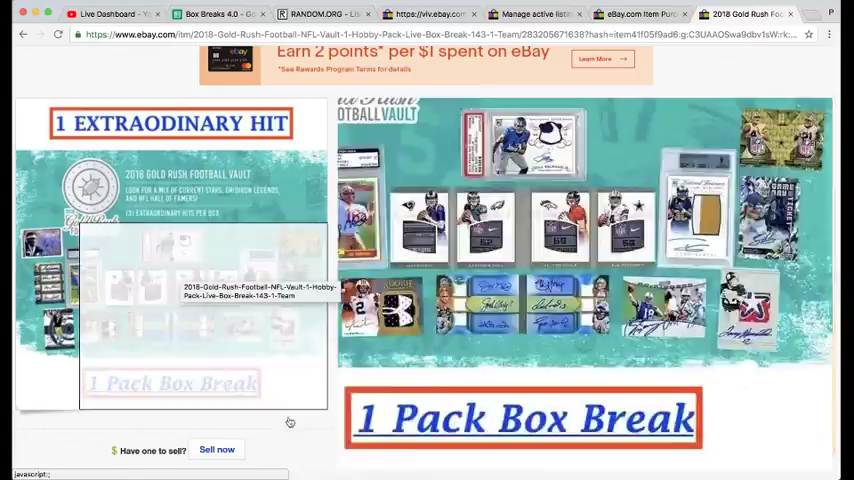 Live Dashboard - Yo
Box Breaks 4.0 - Go
RANDOM.ORG - Lis
https://viv.ebay.com
Manage active listin
eBay.com Item Purc
2018 Gold Rush Foo
https://www.ebay.com/itm/2018-Gold-Rush-Football-NFL-Vault-1-Hobby-Pack-Live-Box-Break-143-1-Team/283205671638?hash=item41f05f9ad6:g:C3UAAOSwa9dbv1sW:rk:...
Earn 2 points* per $1 spent on eBay
*See Rewards Program Terms for details
Learn More
1 EXTRAODINARY HIT
2018 GOLD RUSH FOOTBALL VAULT
LOOK FOR A MIX OF CURRENT STARS, GRIDIRON LEGENDS,
AND NFL HALL OF FAMERS!
(3) EXTRAORDINARY HITS PER BOX
2018-Gold-Rush-Football-NFL-Vault-1-Hobby-
Pack-Live-Box-Break-143-1-Team
1 Pack Box Break
OOTBALL VAULT
GAME DAY
TICKET
1 Pack Box Break
$ Have one to sell? Sell now
javascript:;